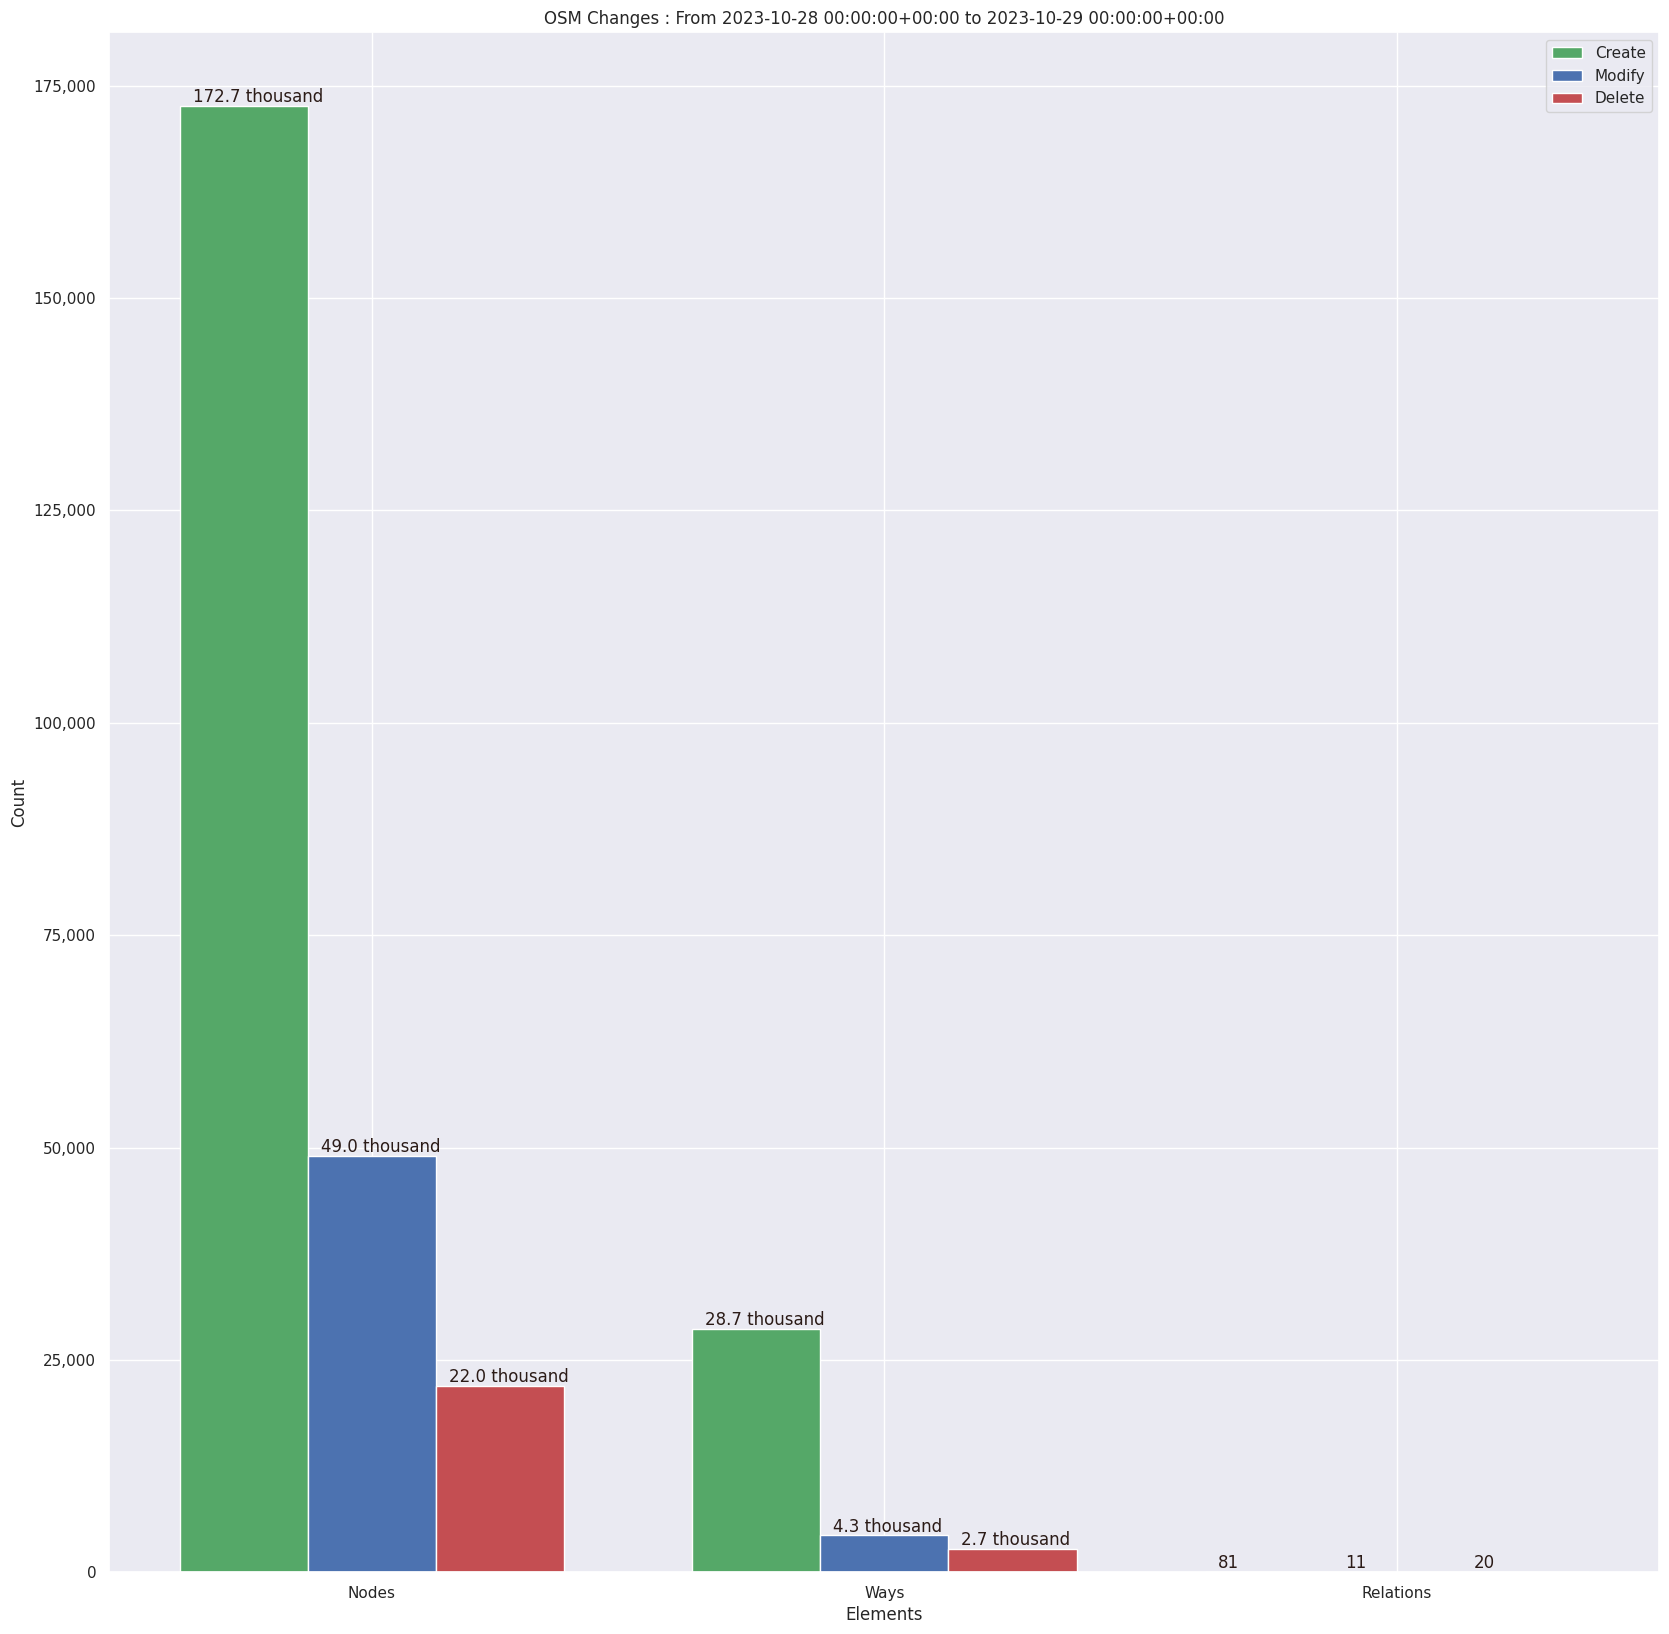 OSM Changes : From 2023-10-28 00:00:00+00:00 to 2023-10-29 00:00:00+00:00
Create
Modify
Delete
175,000
150,000
125,000
100,000
75,000
50,000
25,000
0
Count
172.7 thousand
49.0 thousand
22.0 thousand
28.7 thousand
4.3 thousand
2.7 thousand
81
11
20
Nodes
Ways
Relations
Elements